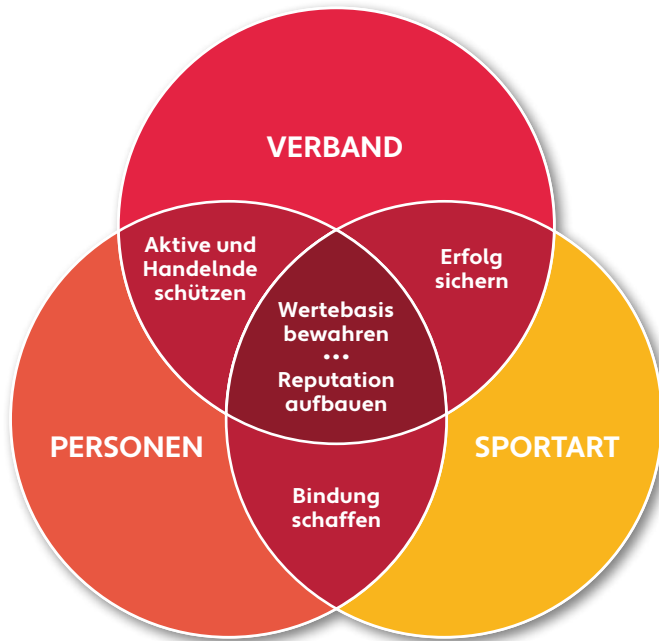 VERBAND
Aktive und
Handelnde
schützen
Erfolg
sichern
Wertebasis
bewahren
...
Reputation
aufbauen
PERSONEN
SPORTART
Bindung
schaffen